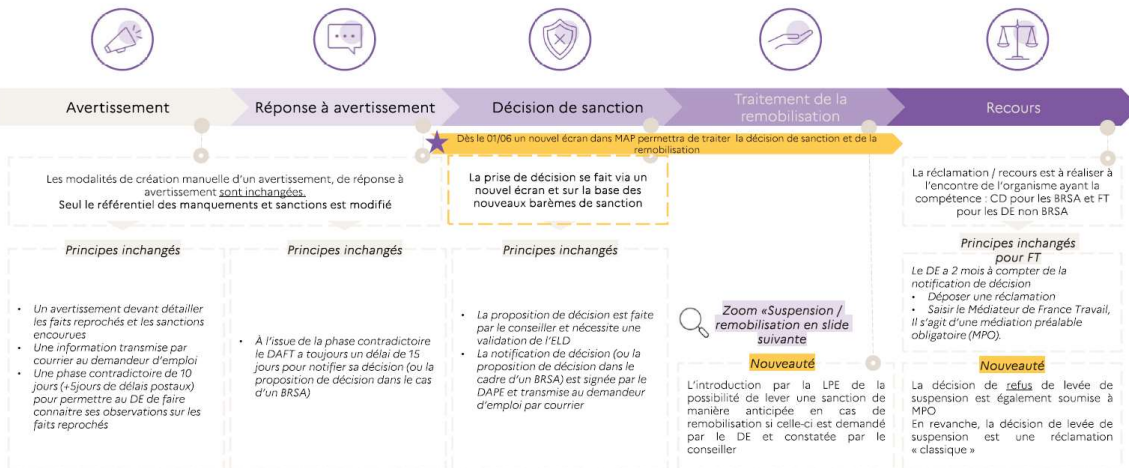 Avertissement
Réponse à avertissement
Décision de sanction
Traitement de la
remobilisation
Recours
Dès le 01/06 un nouvel écran dans MAP permettra de traiter la décision de sanction et de la
remobilisation
Les modalités de création manuelle d'un avertissement, de réponse à
avertissement sont inchangées.
Seul le référentiel des manquements et sanctions est modifié
La prise de décision se fait via un
nouvel écran et sur la base des
nouveaux barèmes de sanction
La réclamation / recours est à réaliser à
l'encontre de l'organisme ayant la
compétence : CD pour les BRSA et FT
pour les DE non BRSA
Principes inchangés
• Un avertissement devant détailler
les faits reprochés et les sanctions
encourues
• Une information transmise par
courrier au demandeur d'emploi
• Une phase contradictoire de 10
jours (+5jours de délais postaux)
pour permettre au DE de faire
connaitre ses observations sur les
faits reprochés
Principes inchangés
• À l'issue de la phase contradictoire
le DAFT a toujours un délai de 15
jours pour notifier sa décision (ou la
proposition de décision dans le cas
d'un BRSA)
Principes inchangés
• La proposition de décision est faite
par le conseiller et nécessite une
validation de l'ELD
• La notification de décision (ou la
proposition de décision dans le
cadre d'un BRSA) est signée par le
DAPE et transmise au demandeur
d'emploi par courrier
Zoom «Suspension /
remobilisation en slide
suivante
Nouveauté
L'introduction par la LPE de la
possibilité de lever une sanction de
manière anticipée en cas de
remobilisation si celle-ci est demandé
par le DE et constatée par le
conseiller
Principes inchangés
pour FT
Le DE a 2 mois à compter de la
notification de décision
• Déposer une réclamation
• Saisir le Médiateur de France Travail,
Il s'agit d'une médiation préalable
obligatoire (MPO).
Nouveauté
La décision de refus de levée de
suspension est également soumise à
MPO
En revanche, la décision de levée de
suspension est une réclamation
« classique »